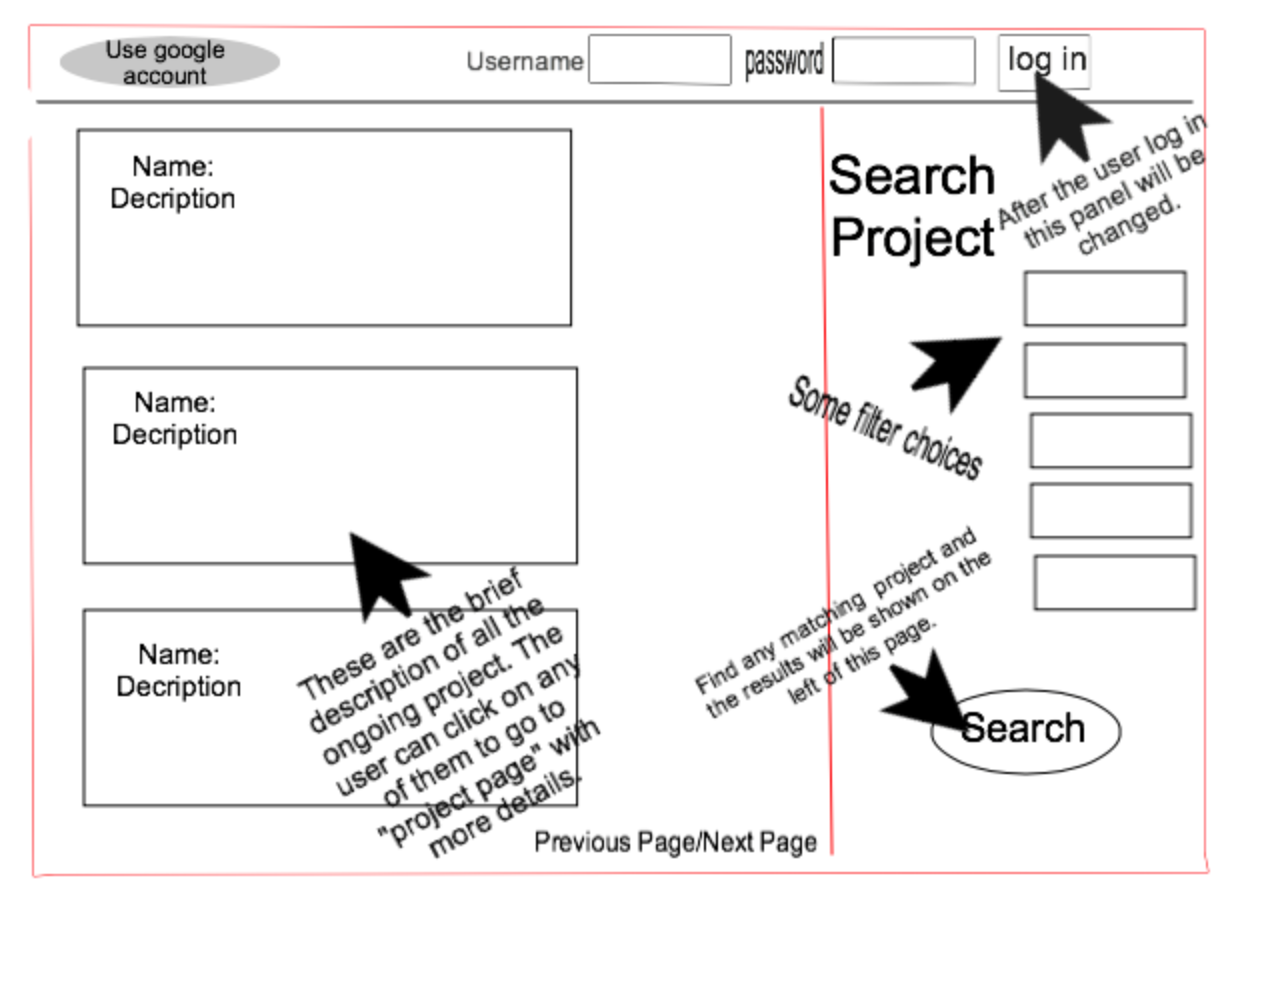 Use google
account
Username
password
log in
After the user log in
this panel will be
changed.
Name:
Decription
Search
Project
Name:
Decription
Some filter choices
These are the brief
description of all the
ongoing project. The
user can click on any
of them to go to
"project page" with
more details.
Find any matching project and
the results will be shown on the
left of this page.
Name:
Decription
Search
Previous Page/Next Page